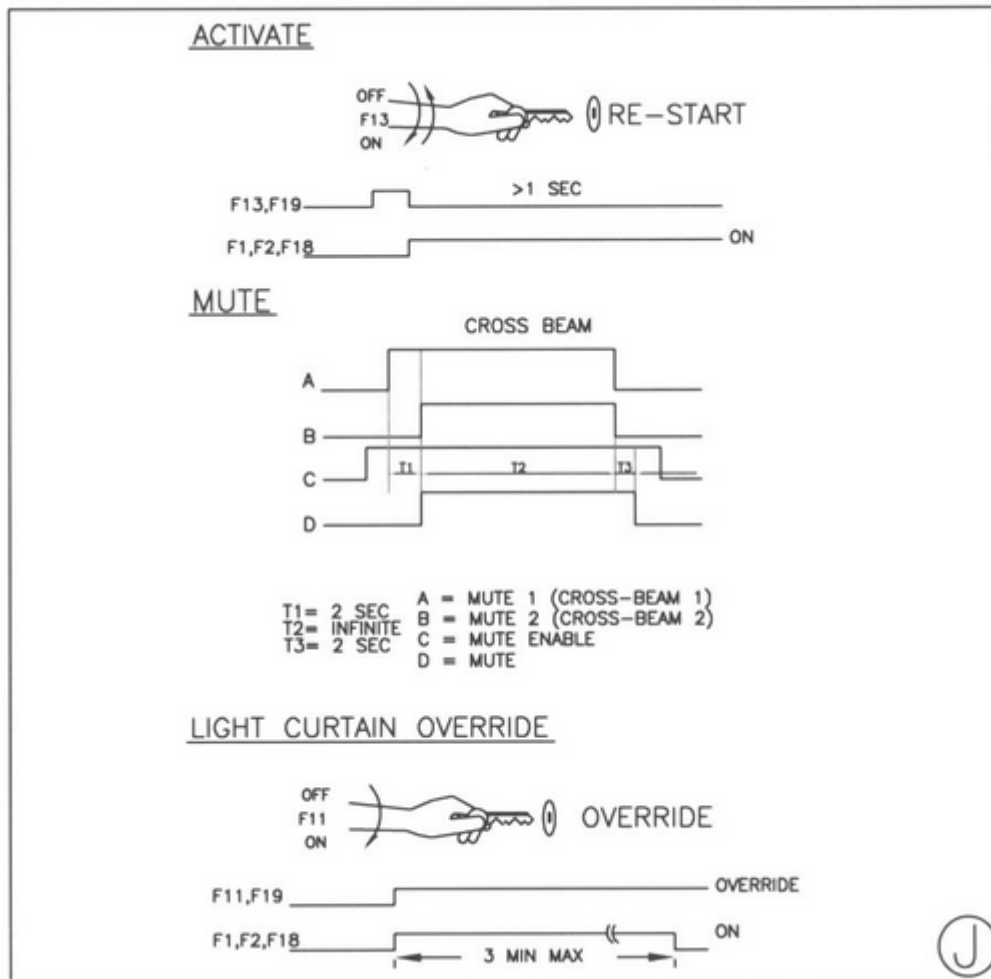 ACTIVATE
OFF
F13
ON
RE-START
F13,F19
>1 SEC
F1,F2,F18
ON
MUTE
CROSS BEAM
A
B
C
T1
T2
T3
D
T1= 2 SEC
T2= INFINITE
T3= 2 SEC
A = MUTE 1 (CROSS-BEAM 1)
B = MUTE 2 (CROSS-BEAM 2)
C = MUTE ENABLE
D = MUTE
LIGHT CURTAIN OVERRIDE
OFF
F11
ON
OVERRIDE
F11,F19
OVERRIDE
F1,F2,F18
ON
3 MIN MAX
J